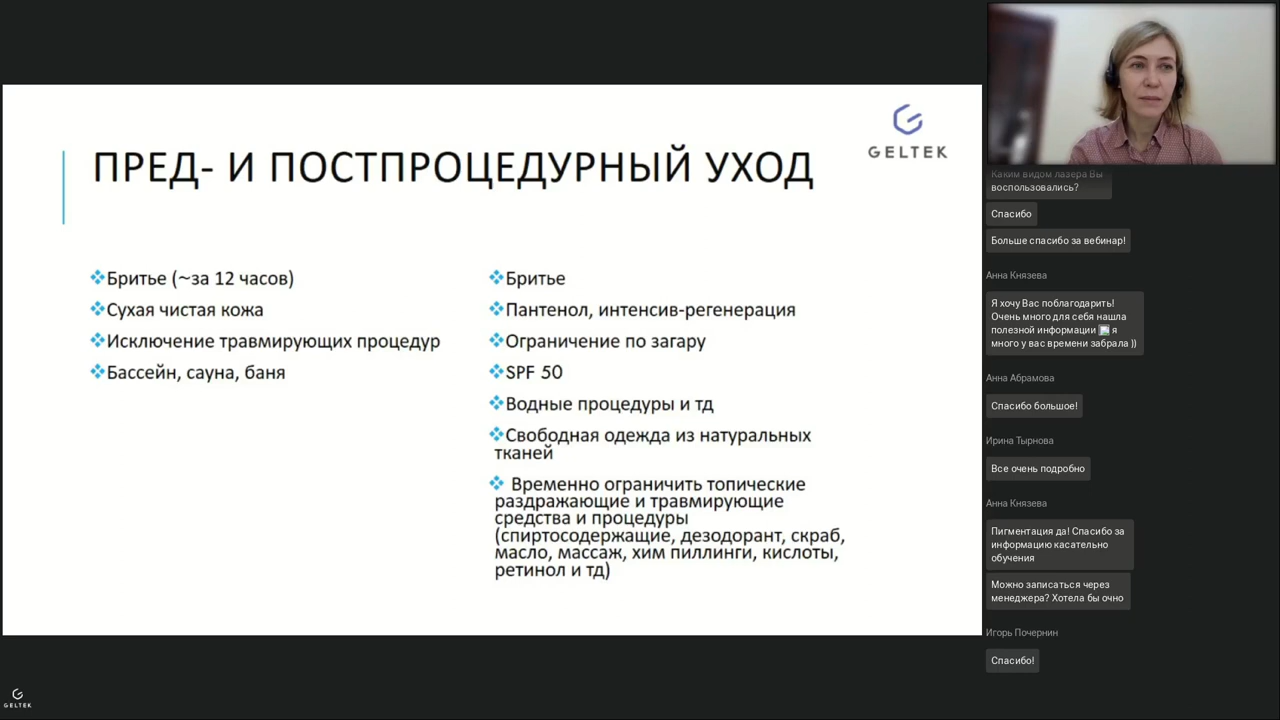 GELTEK
ПРЕД- И ПОСТПРОЦЕДУРНЫЙ УХОД
❖Бритье (~за 12 часов)
❖Сухая чистая кожа
❖Исключение травмирующих процедур
❖Бассейн, сауна, баня
❖Бритье
❖Пантенол, интенсив-регенерация
❖Ограничение по загару
❖SPF 50
❖Водные процедуры и тд
❖Свободная одежда из натуральных
тканей
❖ Временно ограничить топические
раздражающие и травмирующие
средства и процедуры
(спиртосодержащие, дезодорант, скраб,
масло, массаж, хим пиллинги, кислоты,
ретинол и тд)
Каким видом лазера Вы
воспользовались?
Спасибо
Больше спасибо за вебинар!
Анна Князева
Я хочу Вас поблагодарить!
Очень много для себя нашла
полезной информации я
много у вас времени забрала ))
Анна Абрамова
Спасибо большое!
Ирина Тырнова
Все очень подробно
Анна Князева
Пигментация да! Спасибо за
информацию касательно
обучения
Можно записаться через
менеджера? Хотела бы очно
Игорь Почернин
Спасибо!
GELTEK